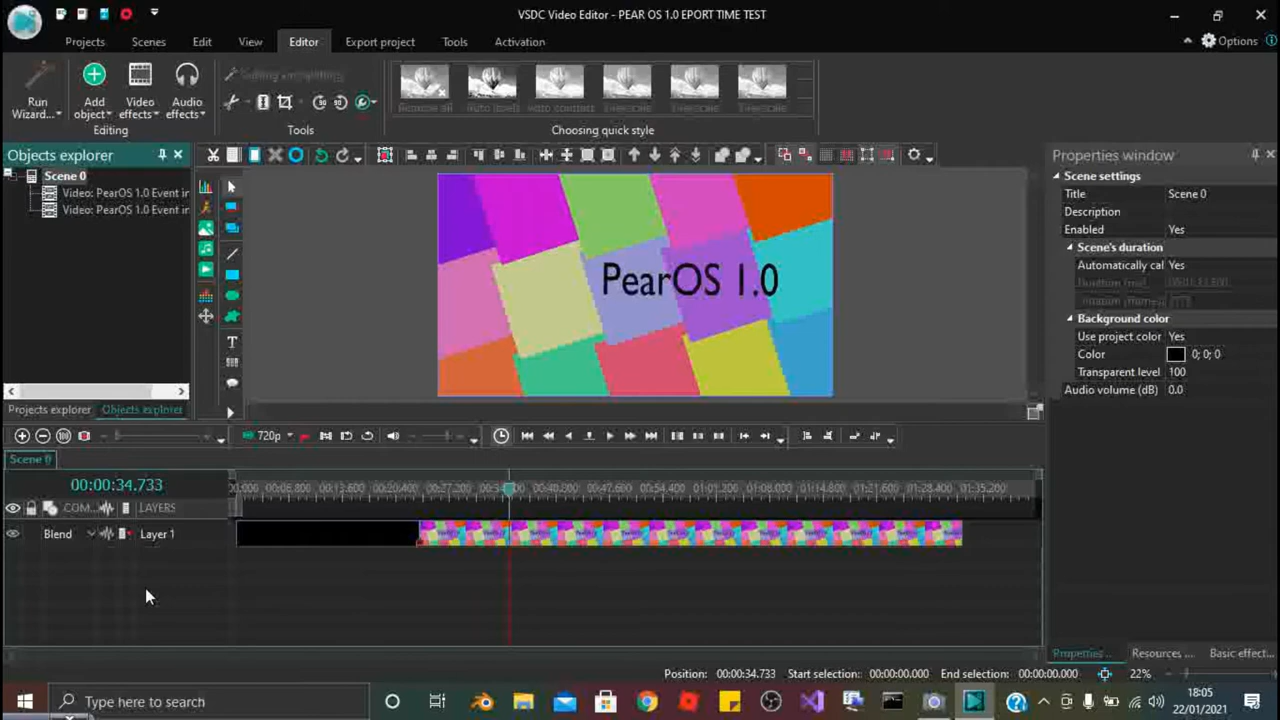 VSDC Video Editor - PEAR OS 1.0 EPORT TIME TEST
Projects Scenes Edit View Editor Export project Tools Activation Options
Run Wizard... Add object Video effects Audio effects
Editing Tools Choosing quick style
Objects explorer
Scene 0
Video: PearOS 1.0 Event in
Video: PearOS 1.0 Event in
Projects explorer Objects explorer
PearOS 1.0
Properties window
Scene settings
Title Scene 0
Description
Enabled Yes
Scene's duration
Automatically cal Yes
Background color
Use project color Yes
Color 0; 0; 0
Transparent level 100
Audio volume (dB) 0.0
720p
Scene 0
00:00:34.733
COM... LAYERS
Blend Layer 1
Properties... Resources ... Basic effect...
Position: 00:00:34.733 Start selection: 00:00:00.000 End selection: 00:00:00.000 22%
Type here to search
18:05
22/01/2021